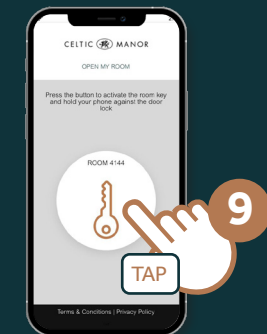 CELTIC MANOR
OPEN MY ROOM
Press the button to activate the room key
and hold your phone against the door
lock
ROOM 4144
9
TAP
Terms & Conditions | Privacy Policy